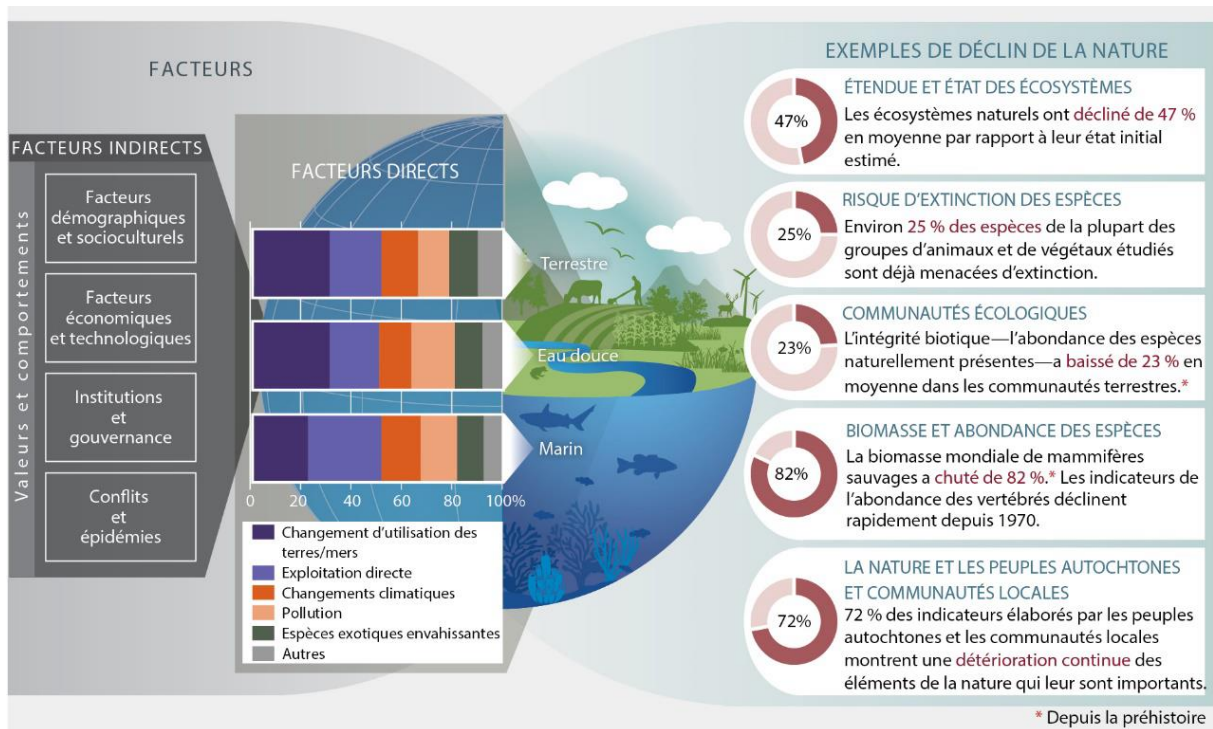 FACTEURS
FACTEURS INDIRECTS
Valeurs et comportements
Facteurs
démographiques
et socioculturels
Facteurs
économiques
et technologiques
Institutions
et
gouvernance
Conflits
et
épidémies
FACTEURS DIRECTS
Terrestre
Eau douce
Marin
0 20 40 60 80 100%
Changement d'utilisation des
terres/mers
Exploitation directe
Changements climatiques
Pollution
Espèces exotiques envahissantes
Autres
EXEMPLES DE DÉCLIN DE LA NATURE
47%
ÉTENDUE ET ÉTAT DES ÉCOSYSTÈMES
Les écosystèmes naturels ont décliné de 47 %
en moyenne par rapport à leur état initial
estimé.
25%
RISQUE D'EXTINCTION DES ESPÈCES
Environ 25 % des espèces de la plupart des
groupes d'animaux et de végétaux étudiés
sont déjà menacées d'extinction.
23%
COMMUNAUTÉS ÉCOLOGIQUES
L'intégrité biotique—l'abondance des espèces
naturellement présentes—a baissé de 23 % en
moyenne dans les communautés terrestres.*
82%
BIOMASSE ET ABONDANCE DES ESPÈCES
La biomasse mondiale de mammifères
sauvages a chuté de 82 %.* Les indicateurs de
l'abondance des vertébrés déclinent
rapidement depuis 1970.
72%
LA NATURE ET LES PEUPLES AUTOCHTONES
ET COMMUNAUTÉS LOCALES
72 % des indicateurs élaborés par les peuples
autochtones et les communautés locales
montrent une détérioration continue des
éléments de la nature qui leur sont importants.
* Depuis la préhistoire